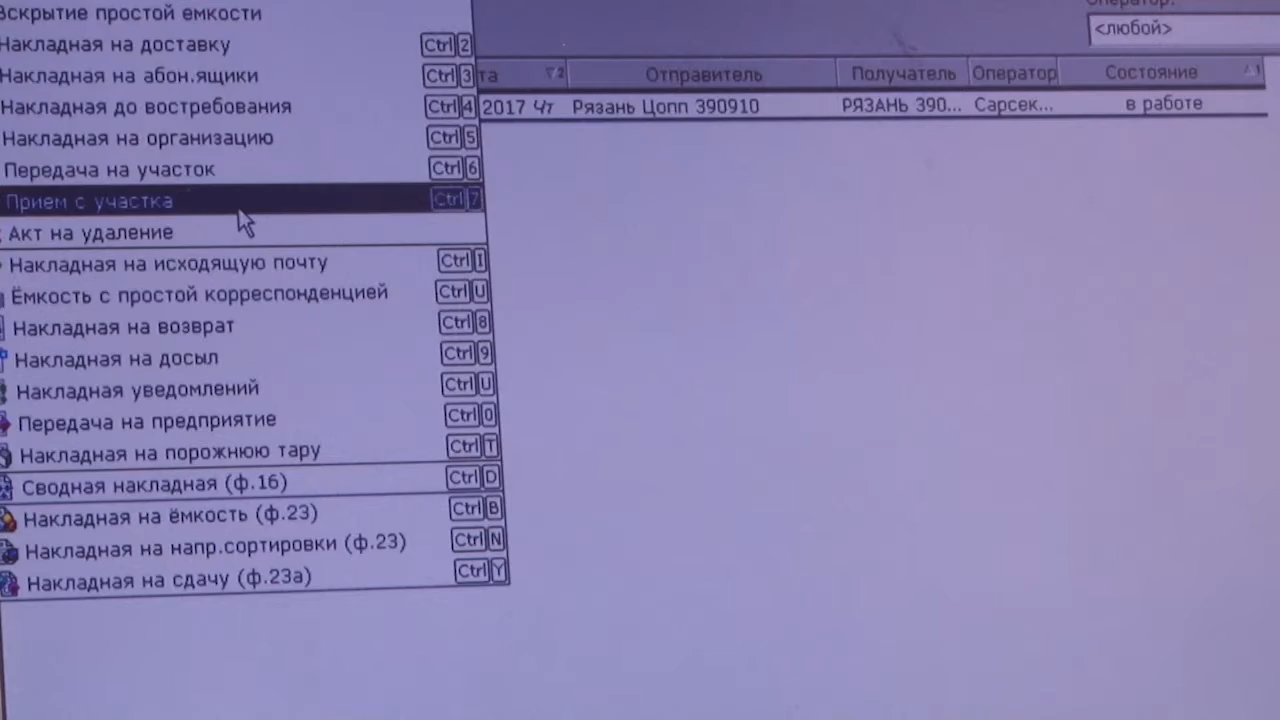 Вскрытие простой емкости
Оператор:
<любой>
Накладная на доставку Ctrl 2
Накладная на абон.ящики Ctrl 3
та 2 Отправитель Получатель Оператор Состояние 1
Накладная до востребования Ctrl 4
2017 Чт Рязань Цопп 390910 РЯЗАНЬ 390... Сарсек... в работе
Накладная на организацию Ctrl 5
Передача на участок Ctrl 6
Прием с участка Ctrl 7
Акт на удаление
Накладная на исходящую почту Ctrl I
Ёмкость с простой корреспонденцией Ctrl U
Накладная на возврат Ctrl 8
Накладная на досыл Ctrl 9
Накладная уведомлений Ctrl U
Передача на предприятие Ctrl 0
Накладная на порожнюю тару Ctrl T
Сводная накладная (ф.16) Ctrl D
Накладная на ёмкость (ф.23) Ctrl B
Накладная на напр.сортировки (ф.23) Ctrl N
Накладная на сдачу (ф.23а) Ctrl Y